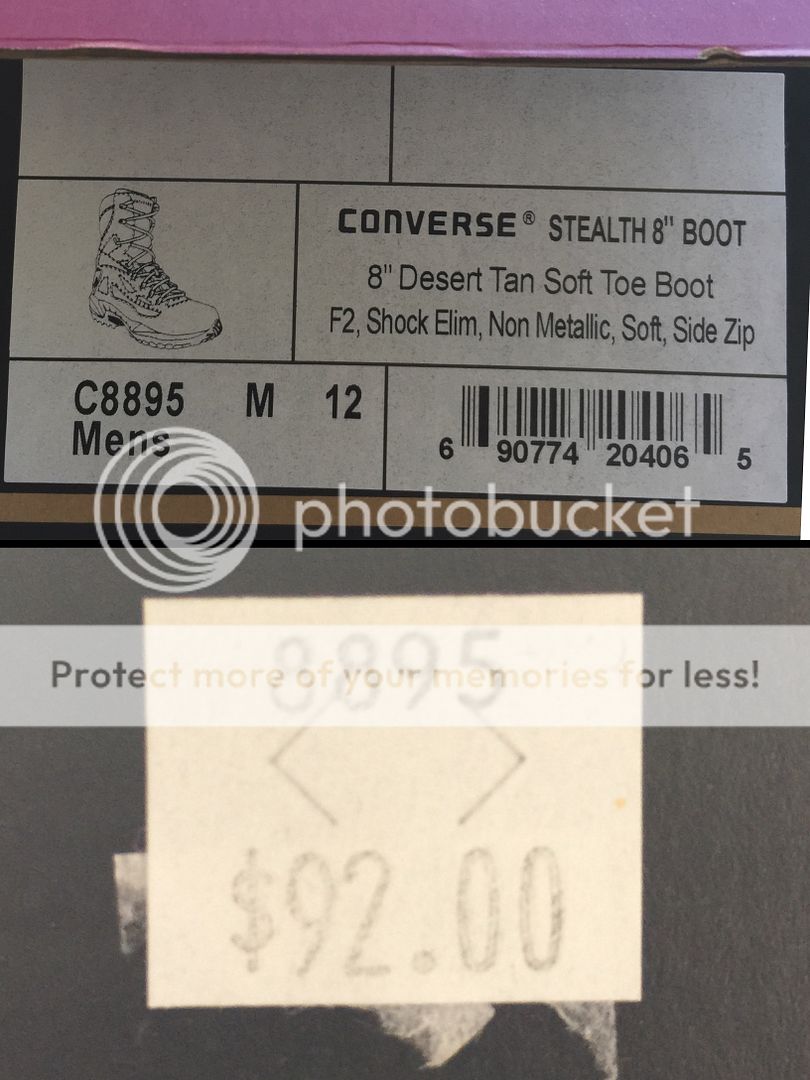 CONVERSE® STEALTH 8" BOOT
8" Desert Tan Soft Toe Boot
F2, Shock Elim, Non Metallic, Soft, Side Zip
C8895 M 12
Mens
6 90774 20406 5
photobucket
8895
Protect more of your memories for less!
$92.00